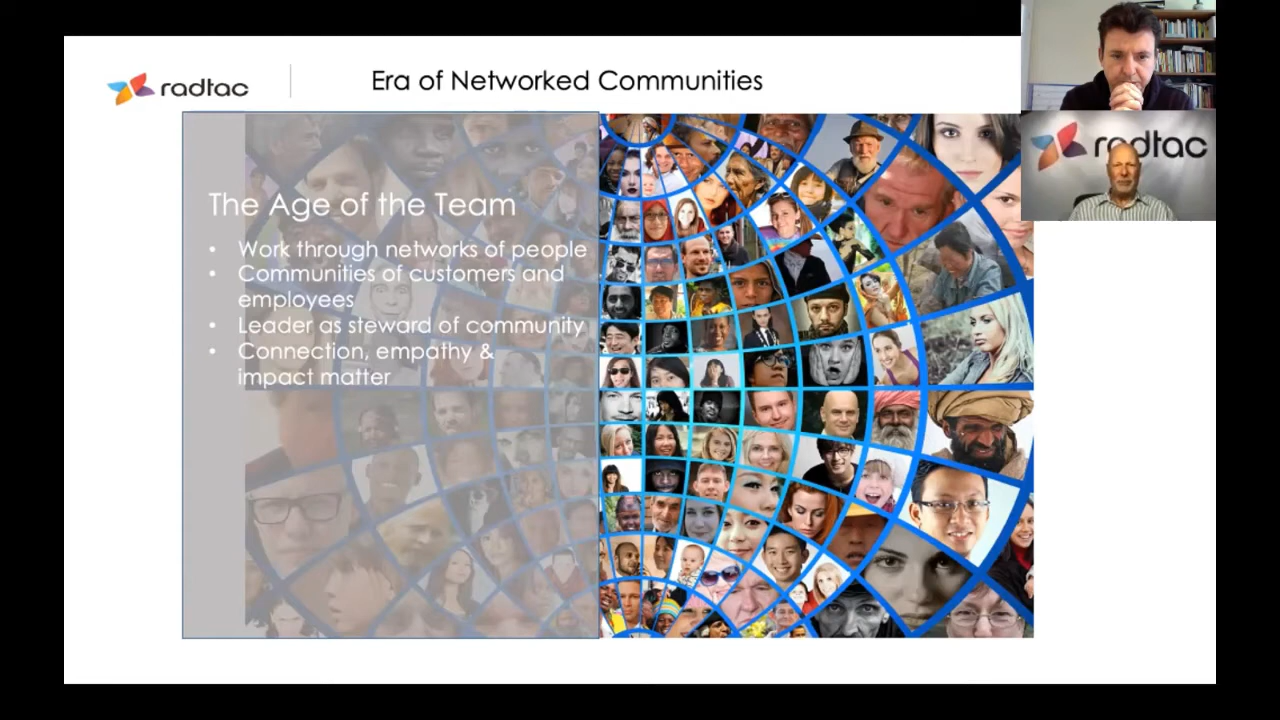 radtac
Era of Networked Communities
radtac
The Age of the Team
• Work through networks of people
• Communities of customers and
employees
• Leader as steward of community
• Connection, empathy &
impact matter